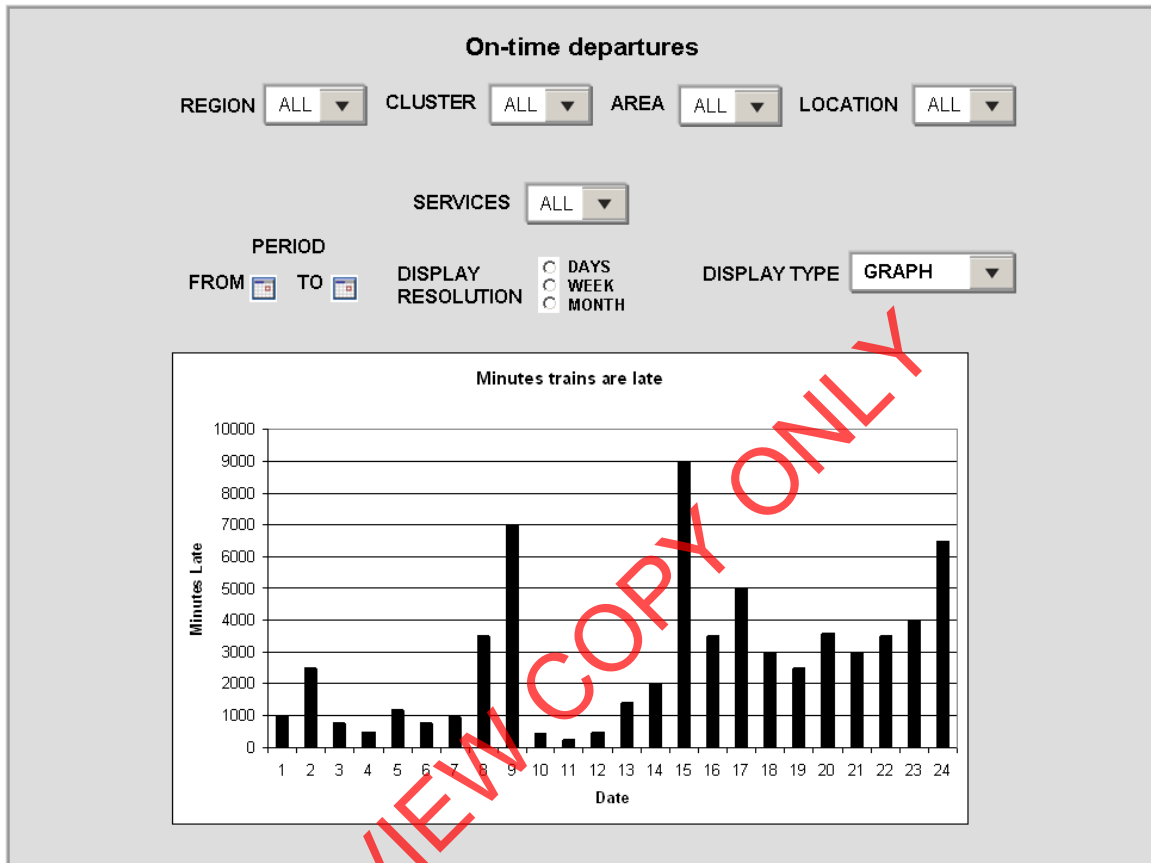 On-time departures
REGION ALL CLUSTER ALL AREA ALL LOCATION ALL
SERVICES ALL
PERIOD
FROM TO
DISPLAY
RESOLUTION
DAYS
WEEK
MONTH
DISPLAY TYPE GRAPH
Minutes trains are late
10000
9000
8000
7000
6000
5000
4000
3000
2000
1000
0
Minutes Late
1 2 3 4 5 6 7 8 9 10 11 12 13 14 15 16 17 18 19 20 21 22 23 24
Date
VIEW COPY ONLY